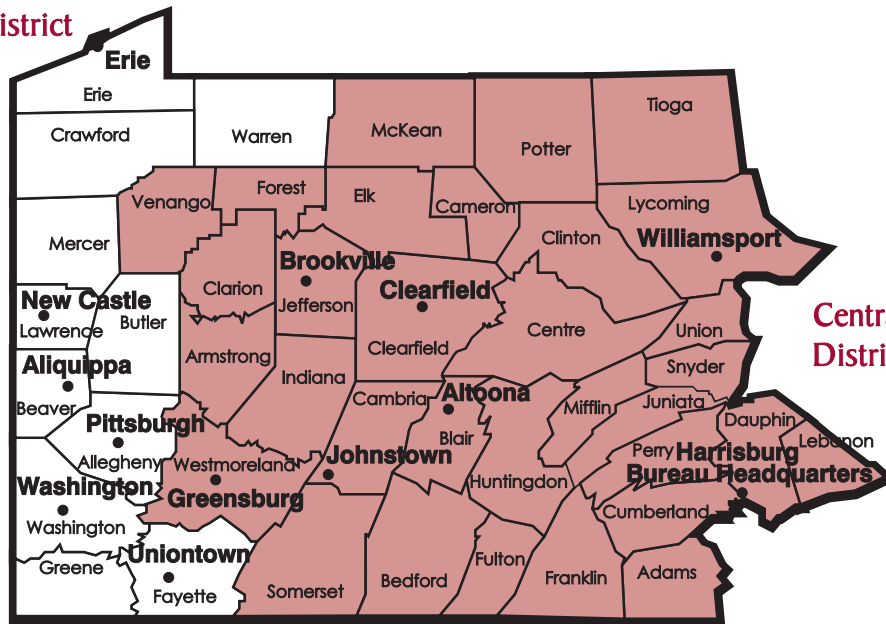 istrict
Erie
Erie
Crawford
Warren
McKean
Potter
Tioga
Venango
Forest
Elk
Cameron
Lycoming
Mercer
Clinton
Williamsport
Brookville
Clarion
Jefferson
Clearfield
New Castle
Lawrence
Butler
Centre
Union
Centra
Distri
Clearfield
Armstrong
Snyder
Aliquippa
Indiana
Beaver
Cambria
Altoona
Mifflin
Juniata
Pittsburgh
Dauphin
Blair
Lebanon
Allegheny
Westmoreland
Johnstown
Perry
Harrisburg
Bureau Headquarters
Washington
Greensburg
Huntingdon
Washington
Cumberland
Uniontown
Greene
Fulton
Fayette
Somerset
Bedford
Franklin
Adams